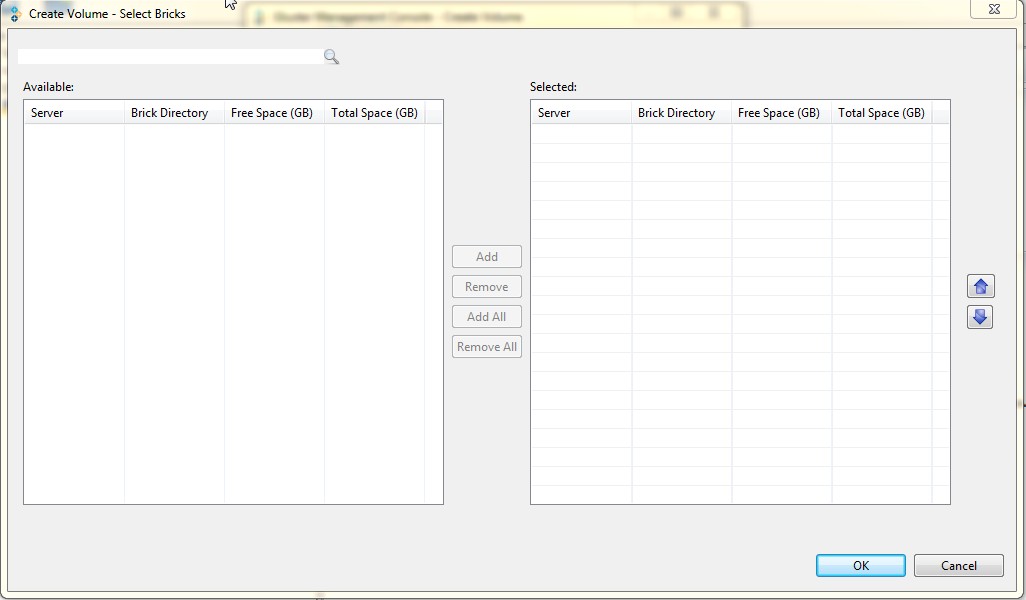 Create Volume - Select Bricks
Gluster Management Console - Create Volume
Available:
Selected:
Server Brick Directory Free Space (GB) Total Space (GB)
Server Brick Directory Free Space (GB) Total Space (GB)
Add
Remove
Add All
Remove All
OK Cancel